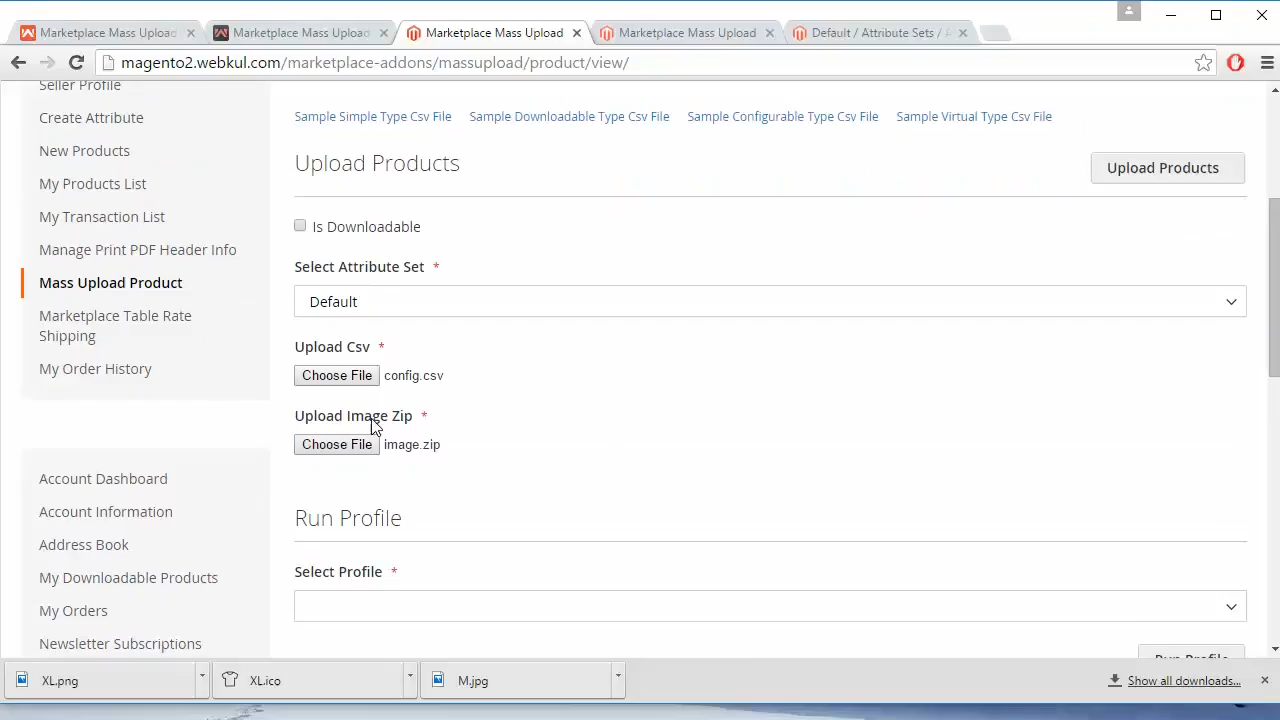 Marketplace Mass Upload
Marketplace Mass Upload
Marketplace Mass Upload
Marketplace Mass Upload
Default / Attribute Sets /
magento2.webkul.com/marketplace-addons/massupload/product/view/
Seller Profile
Create Attribute
New Products
My Products List
My Transaction List
Manage Print PDF Header Info
Mass Upload Product
Marketplace Table Rate
Shipping
My Order History
Account Dashboard
Account Information
Address Book
My Downloadable Products
My Orders
Newsletter Subscriptions
Sample Simple Type Csv File Sample Downloadable Type Csv File Sample Configurable Type Csv File Sample Virtual Type Csv File
Upload Products
Upload Products
Is Downloadable
Select Attribute Set *
Default
Upload Csv *
Choose File config.csv
Upload Image Zip *
Choose File image.zip
Run Profile
Select Profile *
Run Profile
XL.png
XL.ico
M.jpg
Show all downloads...